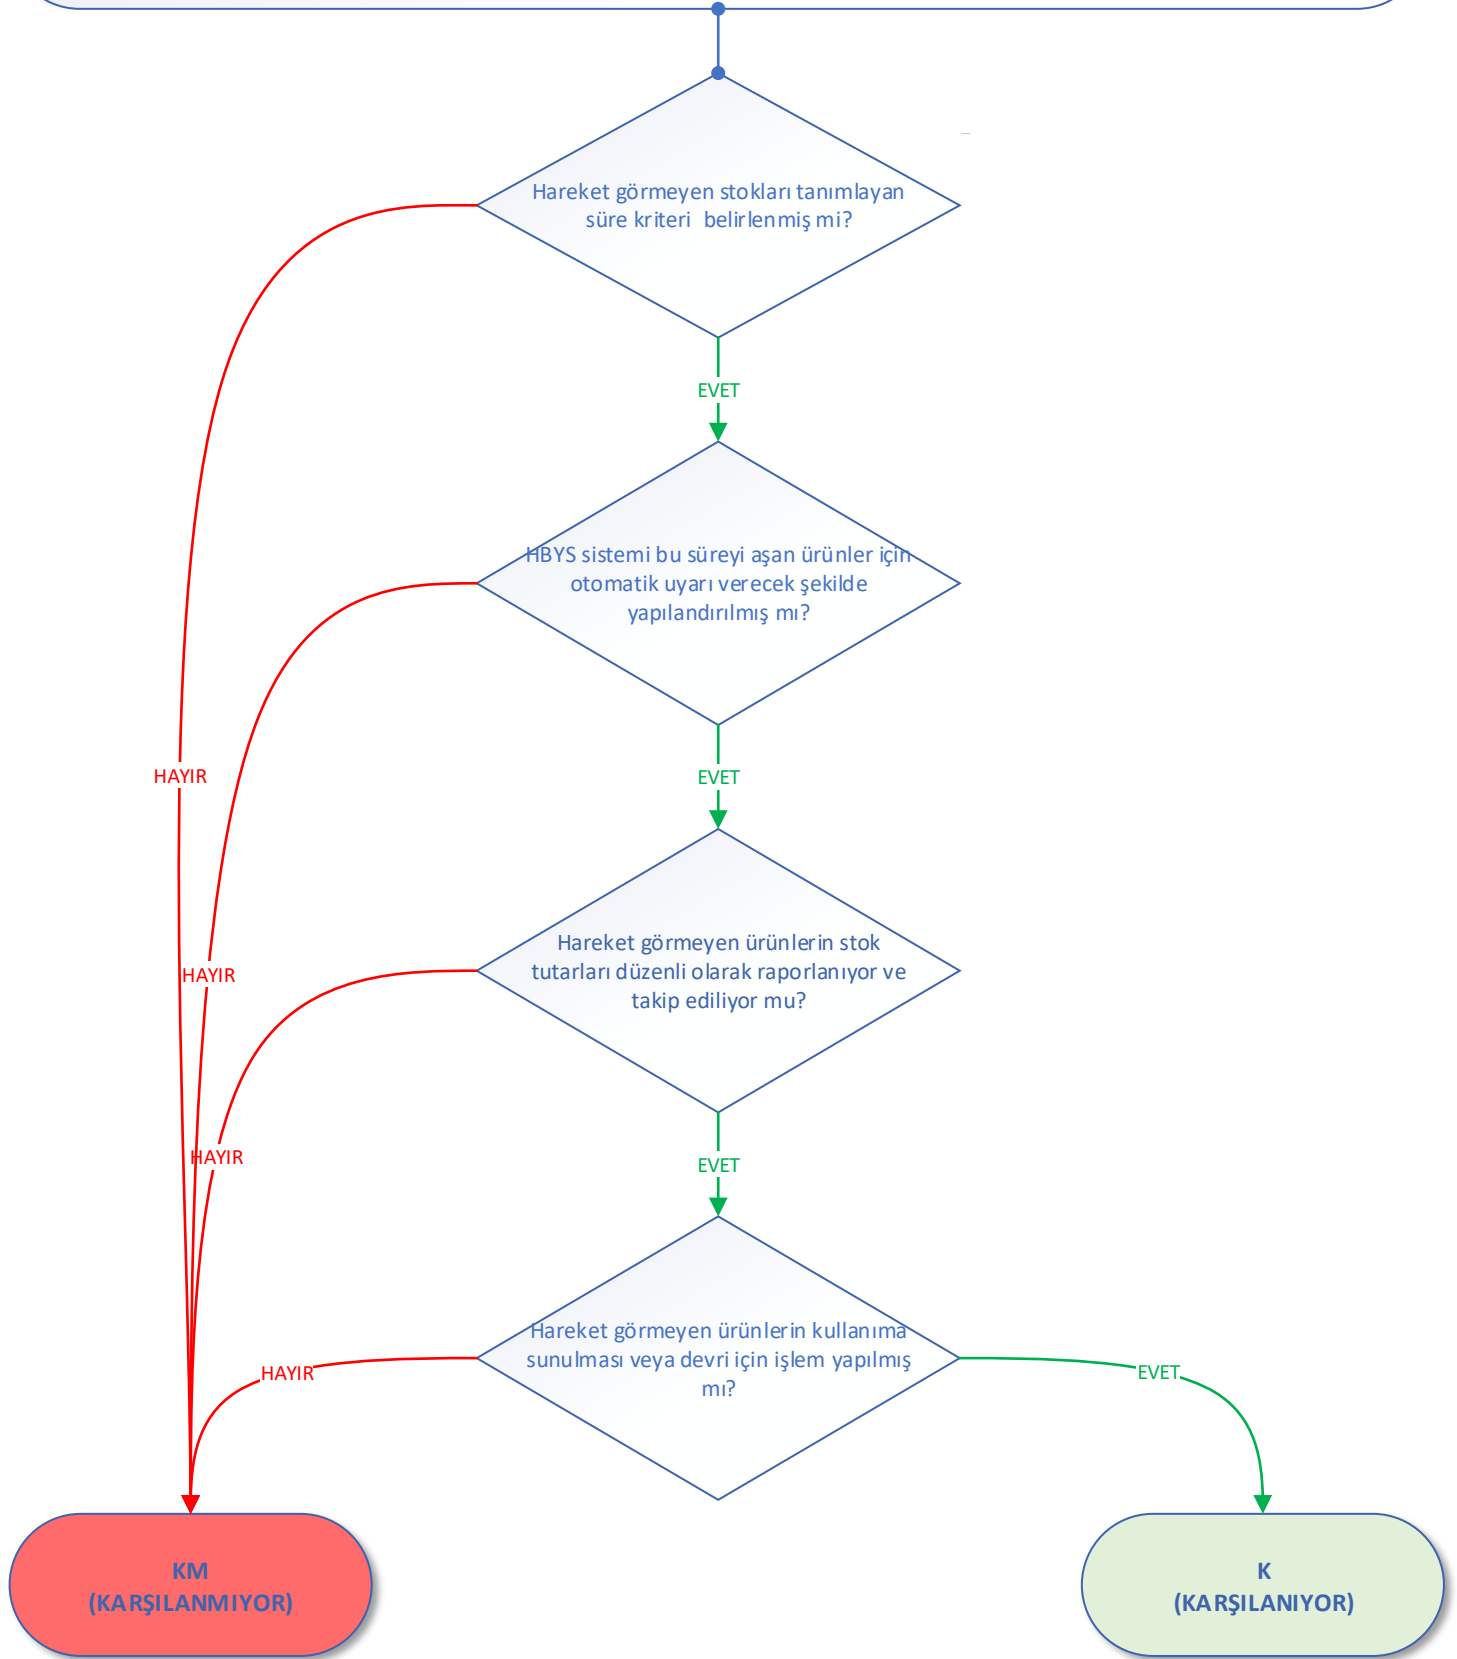 Hareket görmeyen stokları tanımlayan
süre kriteri  belirlenmiş mi?
EVET
HBYS sistemi bu süreyi aşan ürünler için
otomatik uyarı verecek şekilde
yapılandırılmış mı?
HAYIR
EVET
Hareket görmeyen ürünlerin stok
tutarları düzenli olarak raporlanıyor ve
takip ediliyor mu?
HAYIR
HAYIR
EVET
Hareket görmeyen ürünlerin kullanıma
sunulması veya devri için işlem yapılmış
mı?
HAYIR
EVET
KM
(KARŞILANMIYOR)
K
(KARŞILANIYOR)